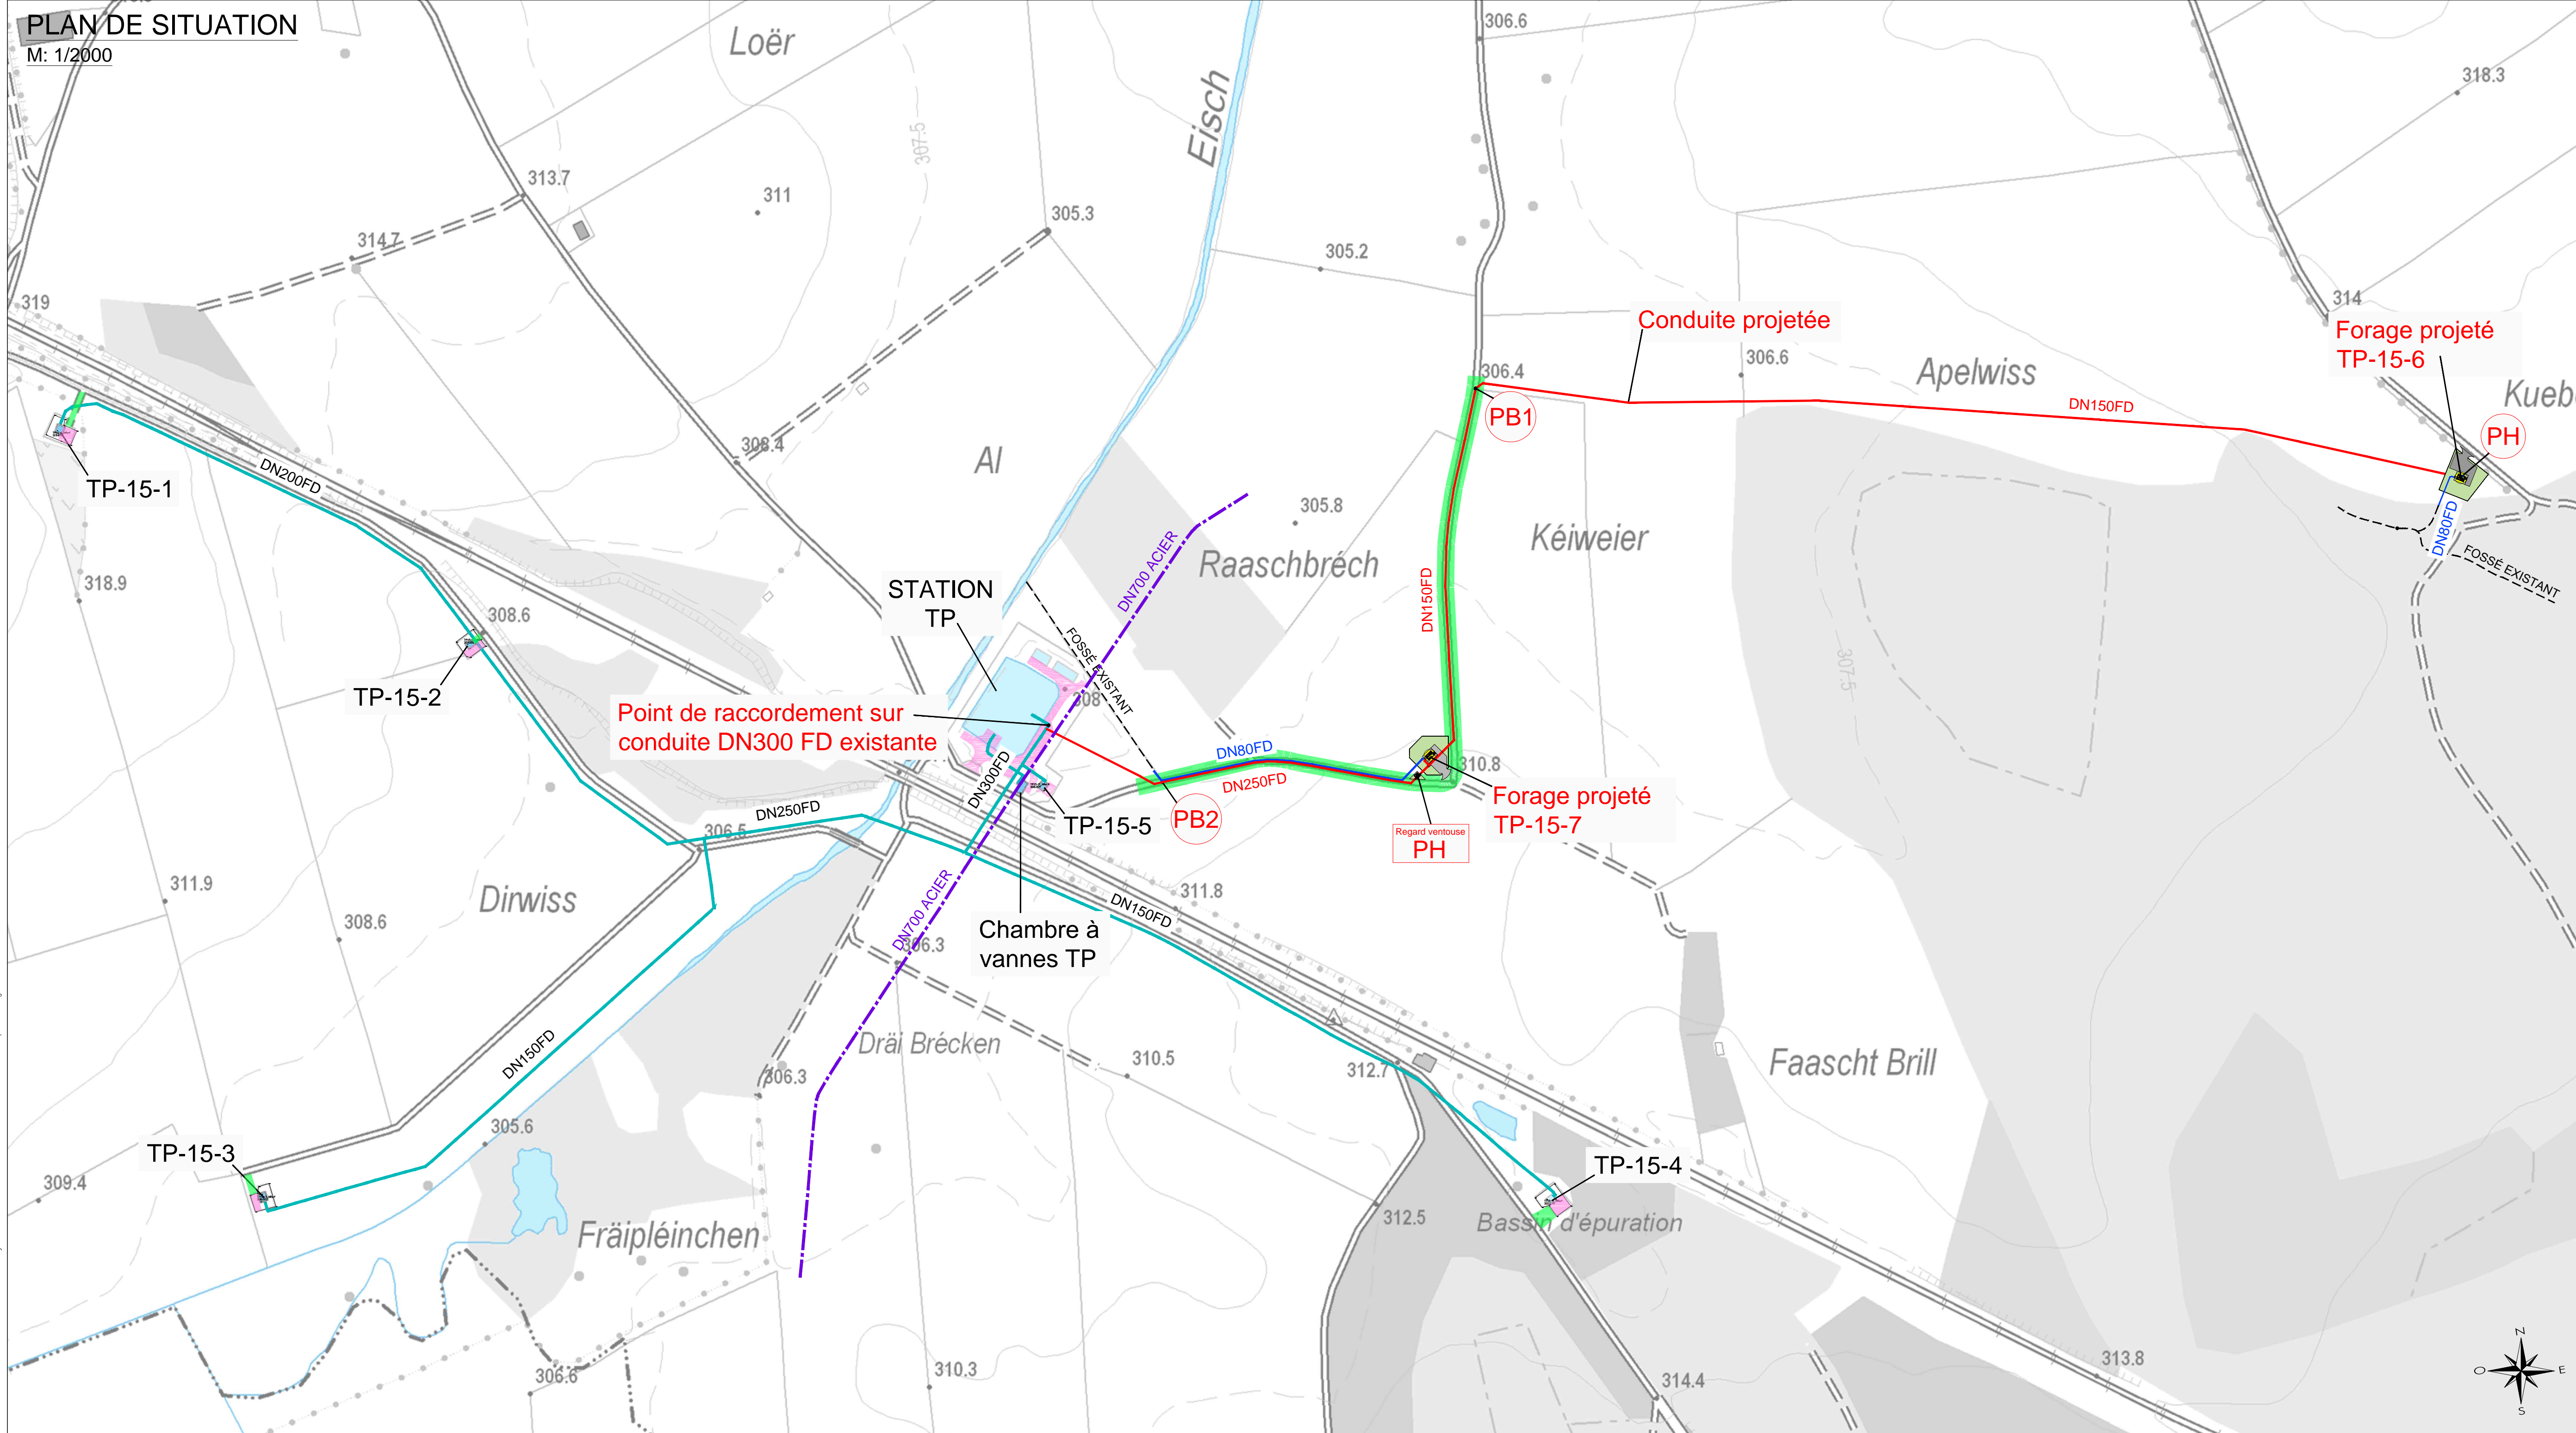 PLAN DE SITUATION
M: 1/2000
Loër
Eisch
306.6
318.3
307.5
313.7
311
305.3
314.7
305.2
319
314
Conduite projetée
Forage projeté
TP-15-6
306.4
306.6
Apelwiss
Kueb
PB1
DN150FD
PH
308.4
Al
TP-15-1
DN200FD
305.8
Kéiweier
DN80FD
FOSSÉ EXISTANT
DN700 ACIER
Raaschbréch
318.9
STATION
TP
DN150FD
308.6
FOSSÉ EXISTANT
TP-15-2
307.5
308
Point de raccordement sur
conduite DN300 FD existante
DN80FD
DN250FD
310.8
DN300FD
Forage projeté
TP-15-7
DN250FD
306.5
TP-15-5
PB2
Regard ventouse
PH
311.9
Dirwiss
308.6
311.8
DN150FD
DN700 ACIER
306.3
Chambre à
vannes TP
Dräi Brécken
310.5
312.7
Faascht Brill
DN150FD
306.3
305.6
TP-15-3
TP-15-4
309.4
312.5
Bassin d'épuration
Fräipléinchen
306.6
310.3
313.8
314.4
N
O
E
S